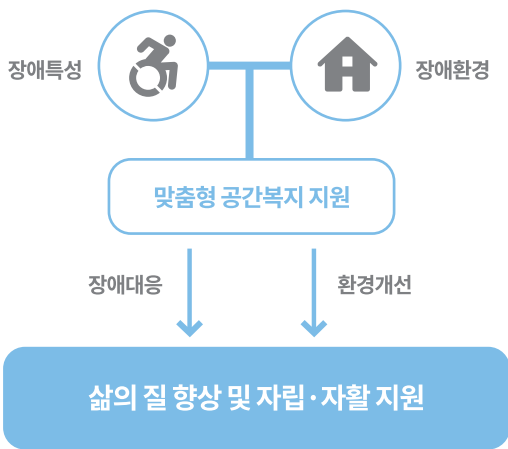 장애특성
장애환경
맞춤형 공간복지 지원
장애대응
환경개선
삶의 질 향상 및 자립·자활 지원